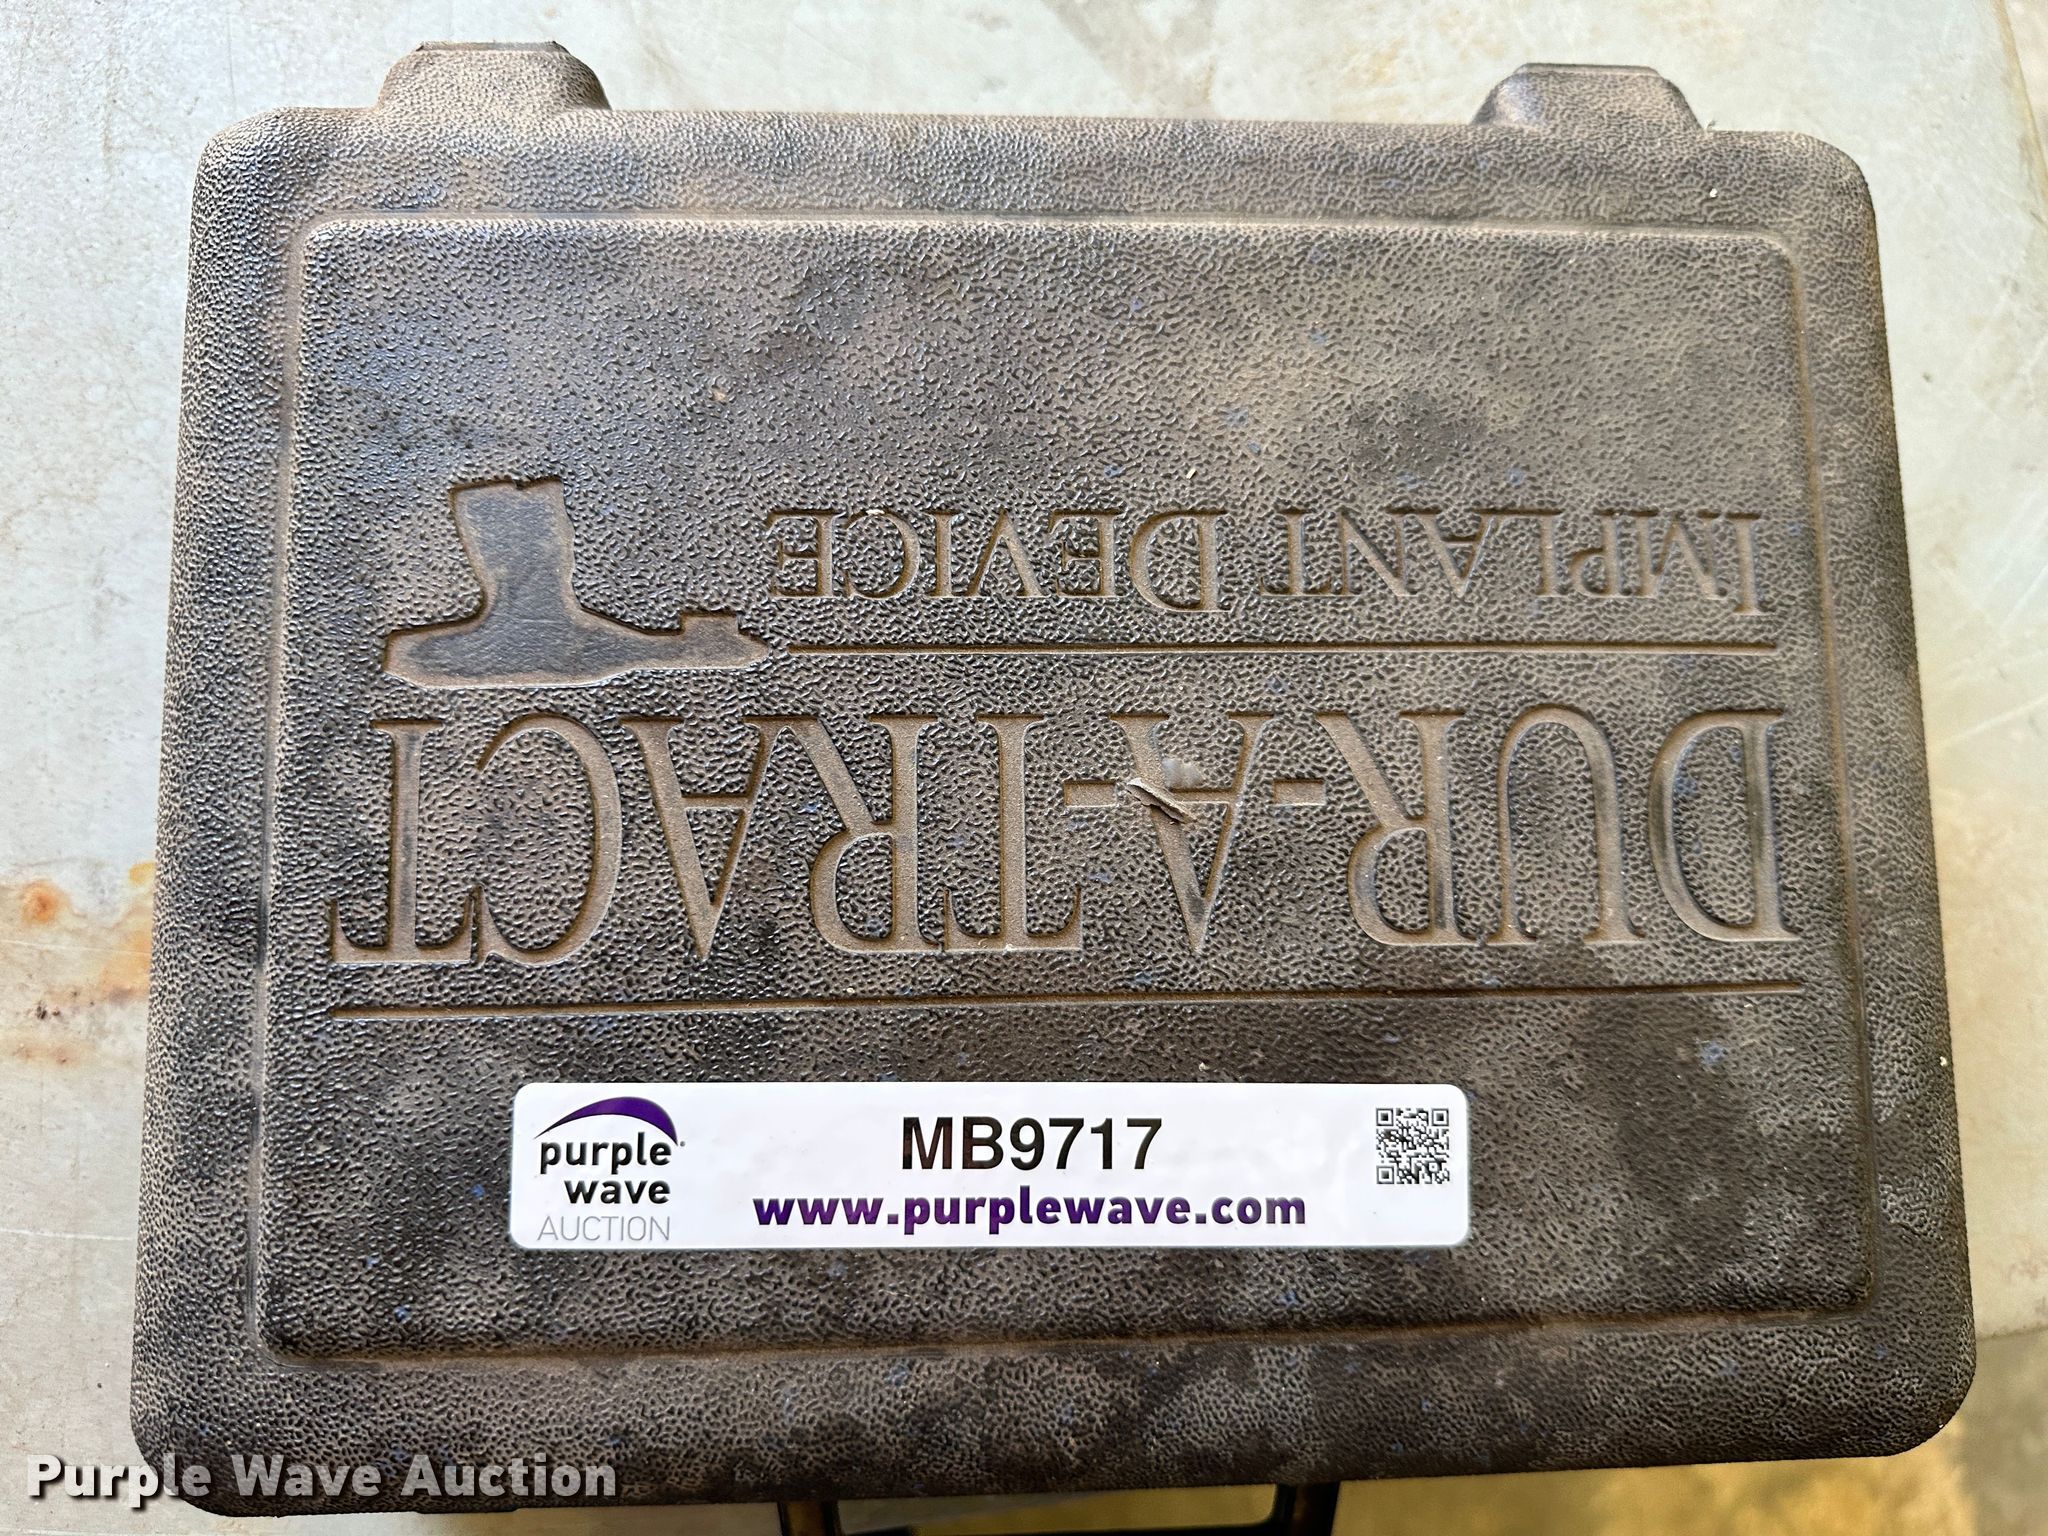 IMPLANT DEVICE
DUR-A-TRACT
purple
wave
AUCTION
MB9717
www.purplewave.com
Purple Wave Auction